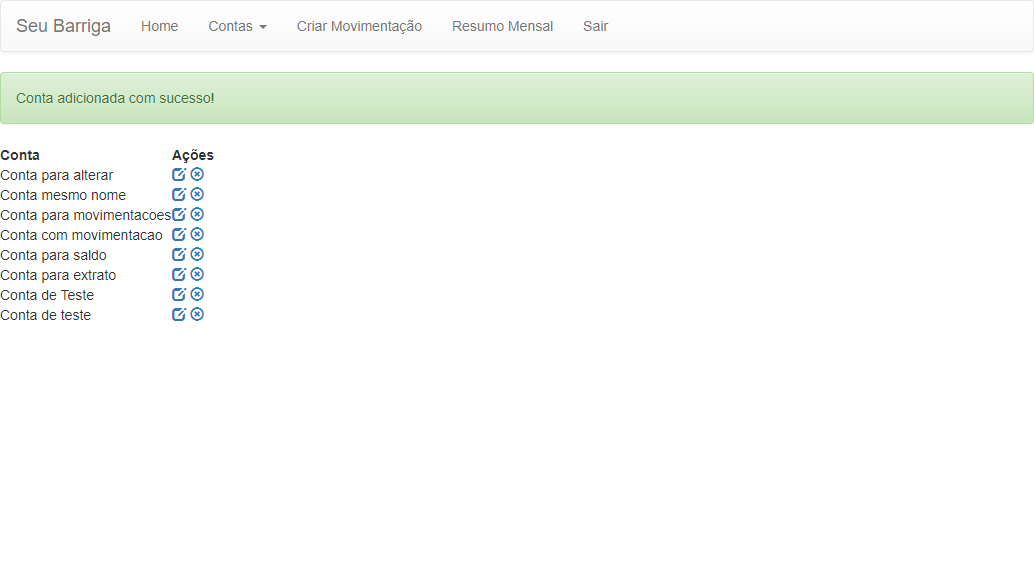 Seu Barriga Home Contas Criar Movimentação Resumo Mensal Sair
Conta adicionada com sucesso!
Conta Ações
Conta para alterar
Conta mesmo nome
Conta para movimentacoes
Conta com movimentacao
Conta para saldo
Conta para extrato
Conta de Teste
Conta de teste